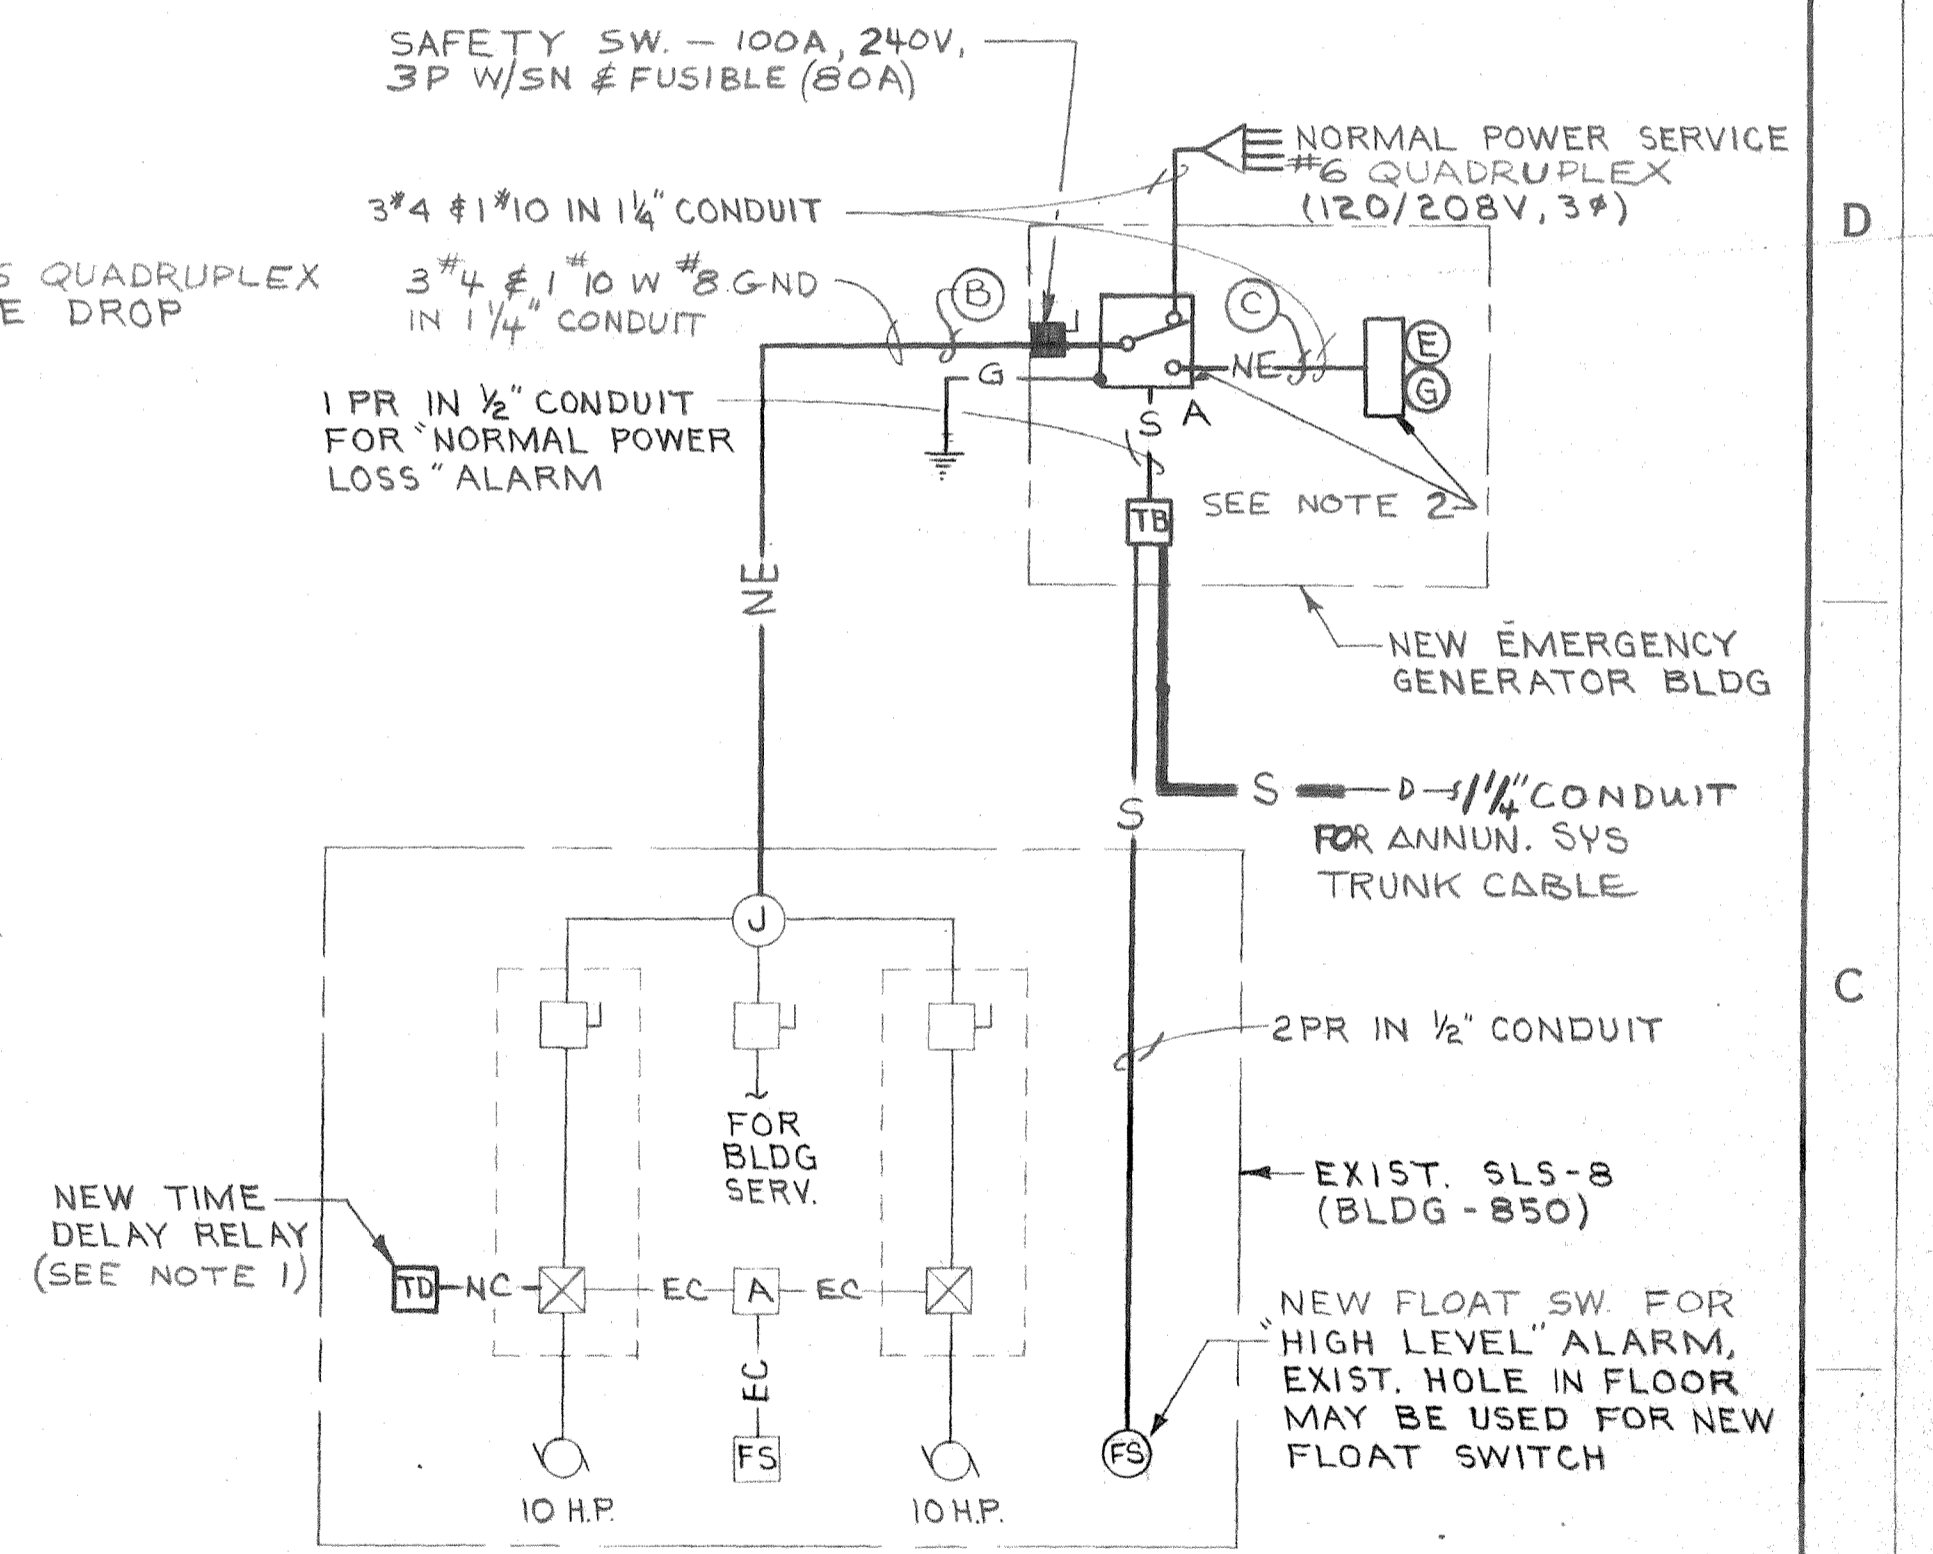 SAFETY SW. — 100A, 240V,
3P W/SN & FUSIBLE (80A)
NORMAL POWER SERVICE
#6 QUADRUPLEX
(120/208V, 3φ)
3#4 & 1#10 IN 1¼" CONDUIT
D
QUADRUPLEX
DROP
3#4 & 1#10 W #8 GND
IN 1¼" CONDUIT
B
C
E
G
NE
G
1 PR IN ½" CONDUIT
FOR "NORMAL POWER
LOSS" ALARM
S
A
TB
SEE NOTE 2
NE
NEW EMERGENCY
GENERATOR BLDG
S
S
D
1¼" CONDUIT
FOR ANNUN. SYS
TRUNK CABLE
J
C
2PR IN ½" CONDUIT
FOR
BLDG
SERV.
EXIST. SLS-8
(BLDG-850)
NEW TIME
DELAY RELAY
(SEE NOTE 1)
TD
NC
EC
A
EC
EC
FS
FS
NEW FLOAT SW. FOR
"HIGH LEVEL" ALARM,
EXIST. HOLE IN FLOOR
MAY BE USED FOR NEW
FLOAT SWITCH
10 H.P.
10 H.P.